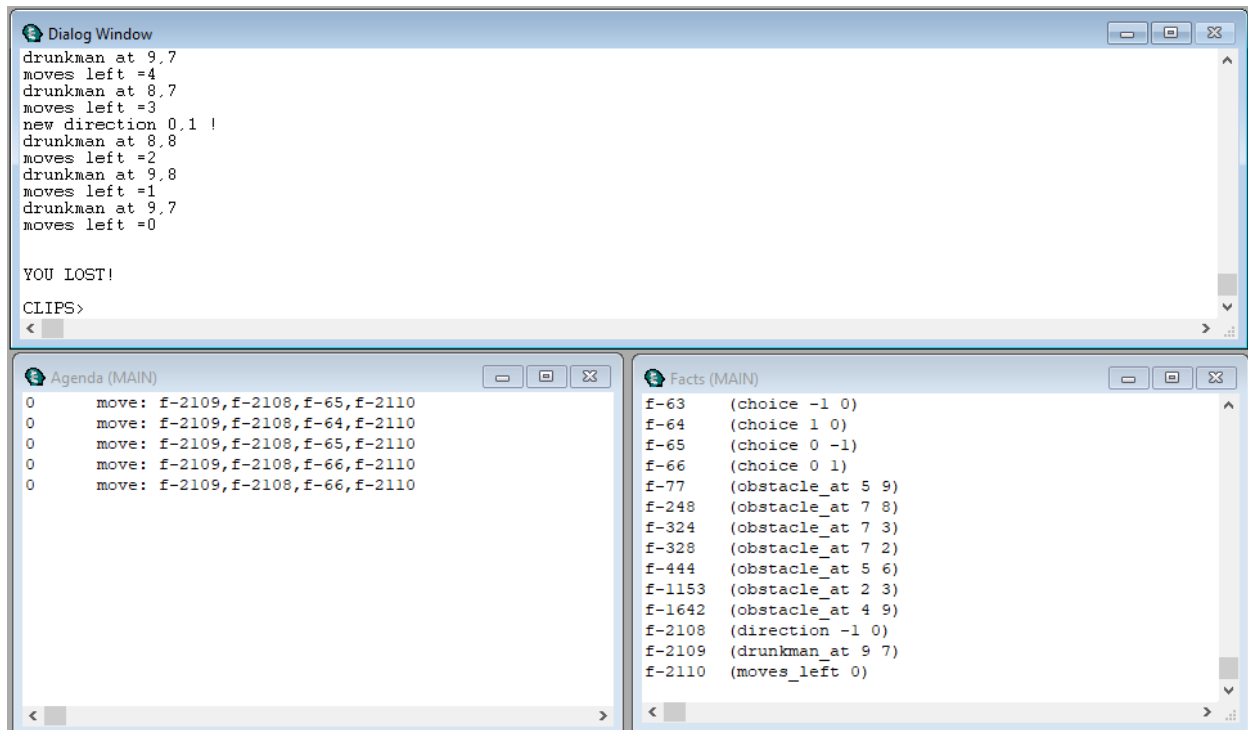 Dialog Window
drunkman at 9,7
moves left =4
drunkman at 8,7
moves left =3
new direction 0,1 !
drunkman at 8,8
moves left =2
drunkman at 9,8
moves left =1
drunkman at 9,7
moves left =0
YOU LOST!
CLIPS>
Agenda (MAIN)
0 move: f-2109,f-2108,f-65,f-2110
0 move: f-2109,f-2108,f-64,f-2110
0 move: f-2109,f-2108,f-65,f-2110
0 move: f-2109,f-2108,f-66,f-2110
0 move: f-2109,f-2108,f-66,f-2110
Facts (MAIN)
f-63 (choice -1 0)
f-64 (choice 1 0)
f-65 (choice 0 -1)
f-66 (choice 0 1)
f-77 (obstacle_at 5 9)
f-248 (obstacle_at 7 8)
f-324 (obstacle_at 7 3)
f-328 (obstacle_at 7 2)
f-444 (obstacle_at 5 6)
f-1153 (obstacle_at 2 3)
f-1642 (obstacle_at 4 9)
f-2108 (direction -1 0)
f-2109 (drunkman_at 9 7)
f-2110 (moves_left 0)